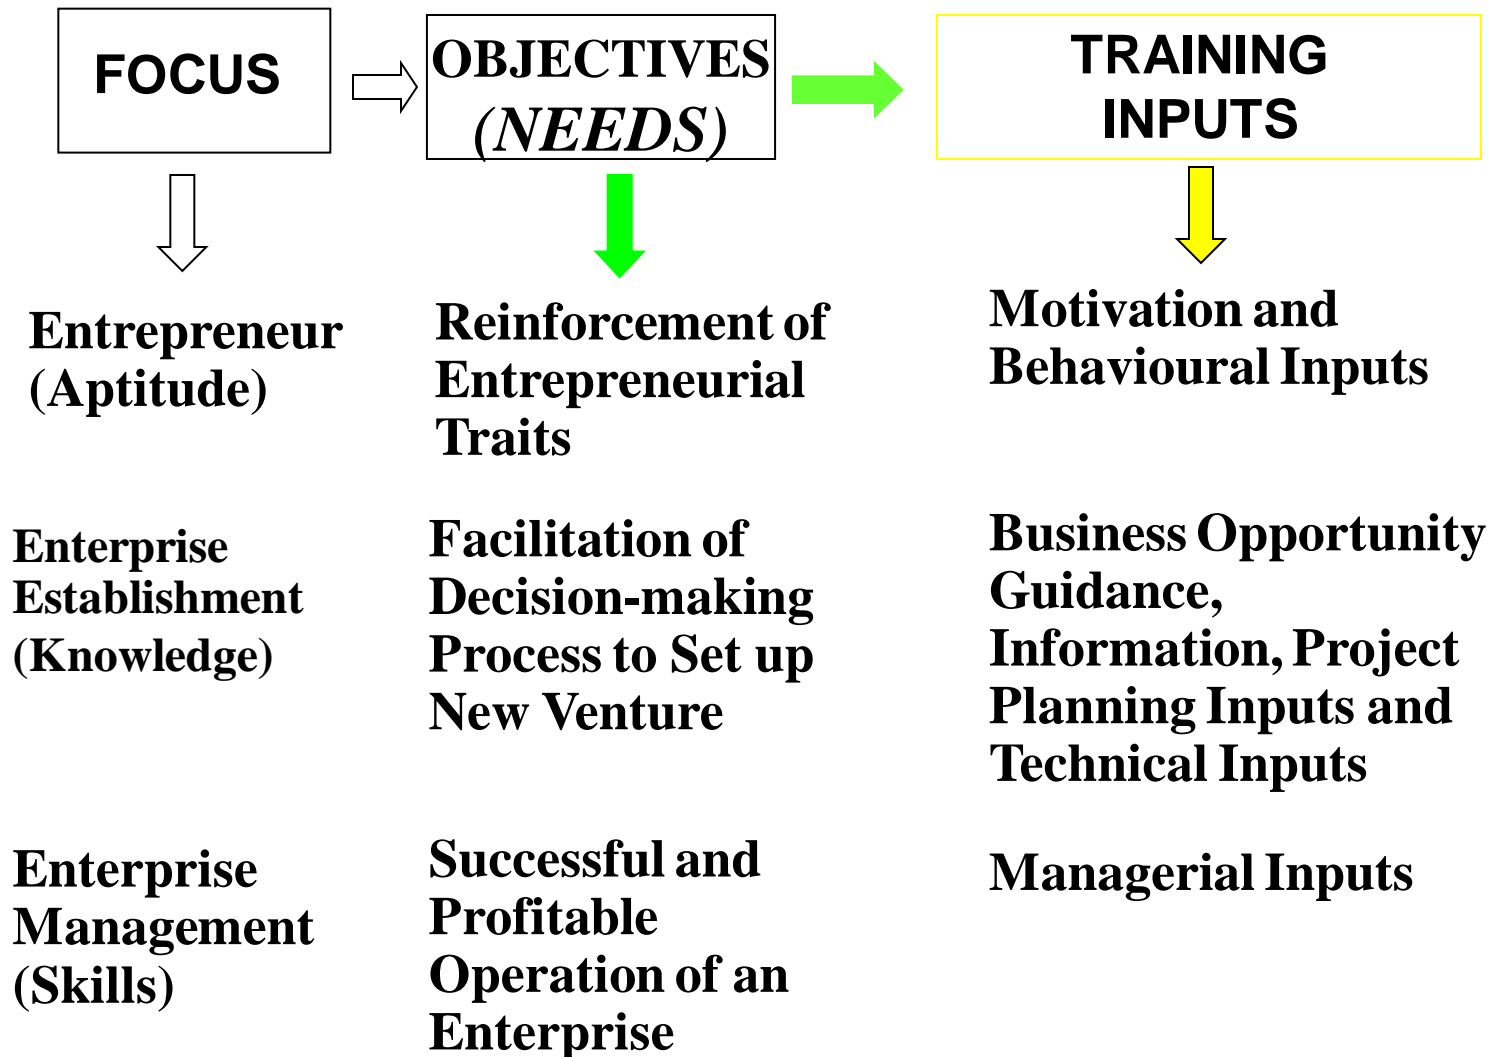 FOCUS
OBJECTIVES
(NEEDS)
TRAINING
INPUTS
Entrepreneur
(Aptitude)
Reinforcement of
Entrepreneurial
Traits
Motivation and
Behavioural Inputs
Enterprise
Establishment
(Knowledge)
Facilitation of
Decision-making
Process to Set up
New Venture
Business Opportunity
Guidance,
Information, Project
Planning Inputs and
Technical Inputs
Enterprise
Management
(Skills)
Successful and
Profitable
Operation of an
Enterprise
Managerial Inputs